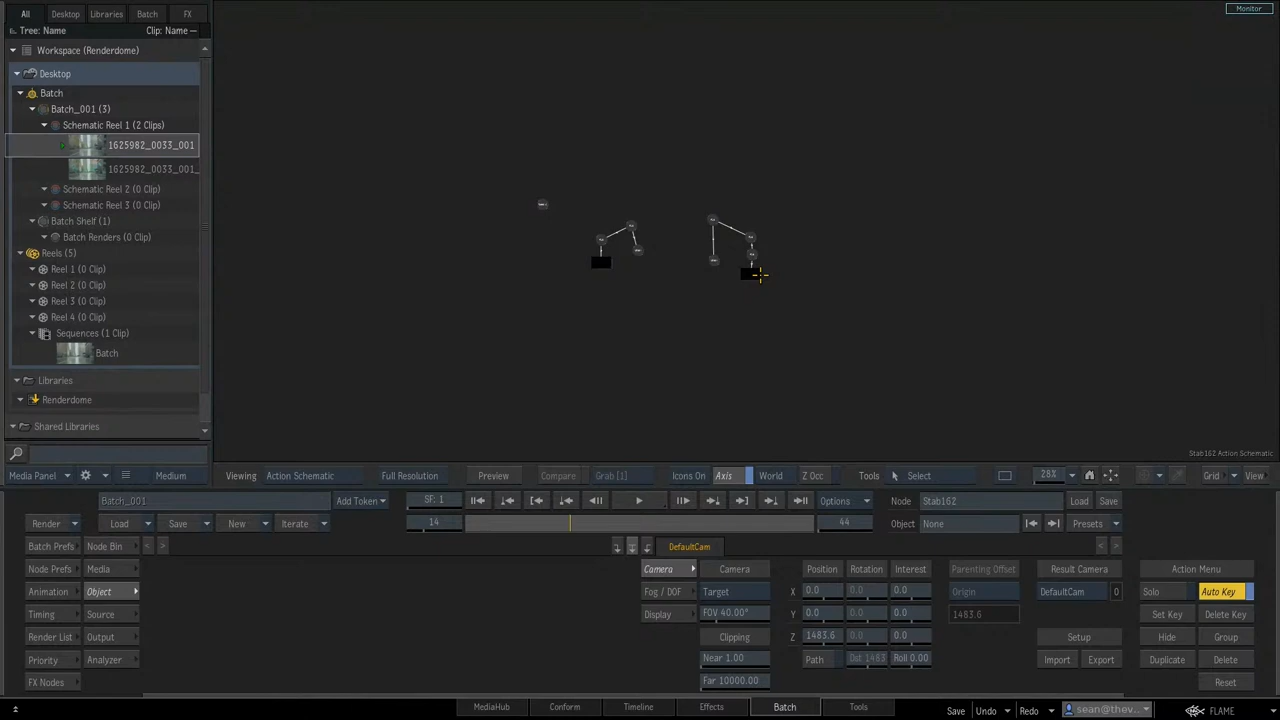 All Desktop Libraries Batch FX Monitor
Tree: Name Clip: Name
Workspace (Renderdome)
Desktop
Batch
Batch_001 (3)
Schematic Reel 1 (2 Clips)
1625982_0033_001
1625982_0033_001_
Schematic Reel 2 (0 Clip)
Schematic Reel 3 (0 Clip)
Batch Shelf (1)
Batch Renders (0 Clip)
Reels (5)
Reel 1 (0 Clip)
Reel 2 (0 Clip)
Reel 3 (0 Clip)
Reel 4 (0 Clip)
Sequences (1 Clip)
Batch
Libraries
Renderdome
Shared Libraries
Stab162 Action Schematic
Media Panel Medium Viewing Action Schematic Full Resolution Preview Compare Grab [1] Icons On Axis World Z Occ Tools Select 28% Grid View
Batch_001 Add Token SF: 1 Options Node Stab162 Load Save
Render Load Save New Iterate 14 44 Object None Presets
Batch Prefs Node Bin DefaultCam
Node Prefs Media Camera Camera Position Rotation Interest Parenting Offset Result Camera Action Menu
Animation Object Fog / DOF Target X 0.0 0.0 0.0 Origin DefaultCam 0 Solo Auto Key
Timing Source Display FOV 40.00° Y 0.0 0.0 0.0 1483.6 Set Key Delete Key
Render List Output Clipping Z 1483.6 0.0 0.0 Setup Hide Group
Priority Analyzer Near 1.00 Path Dst 1483 Roll 0.00 Import Export Duplicate Delete
FX Nodes Far 10000.00 Reset
MediaHub Conform Timeline Effects Batch Tools Save Undo Redo sean@thev... FLAME